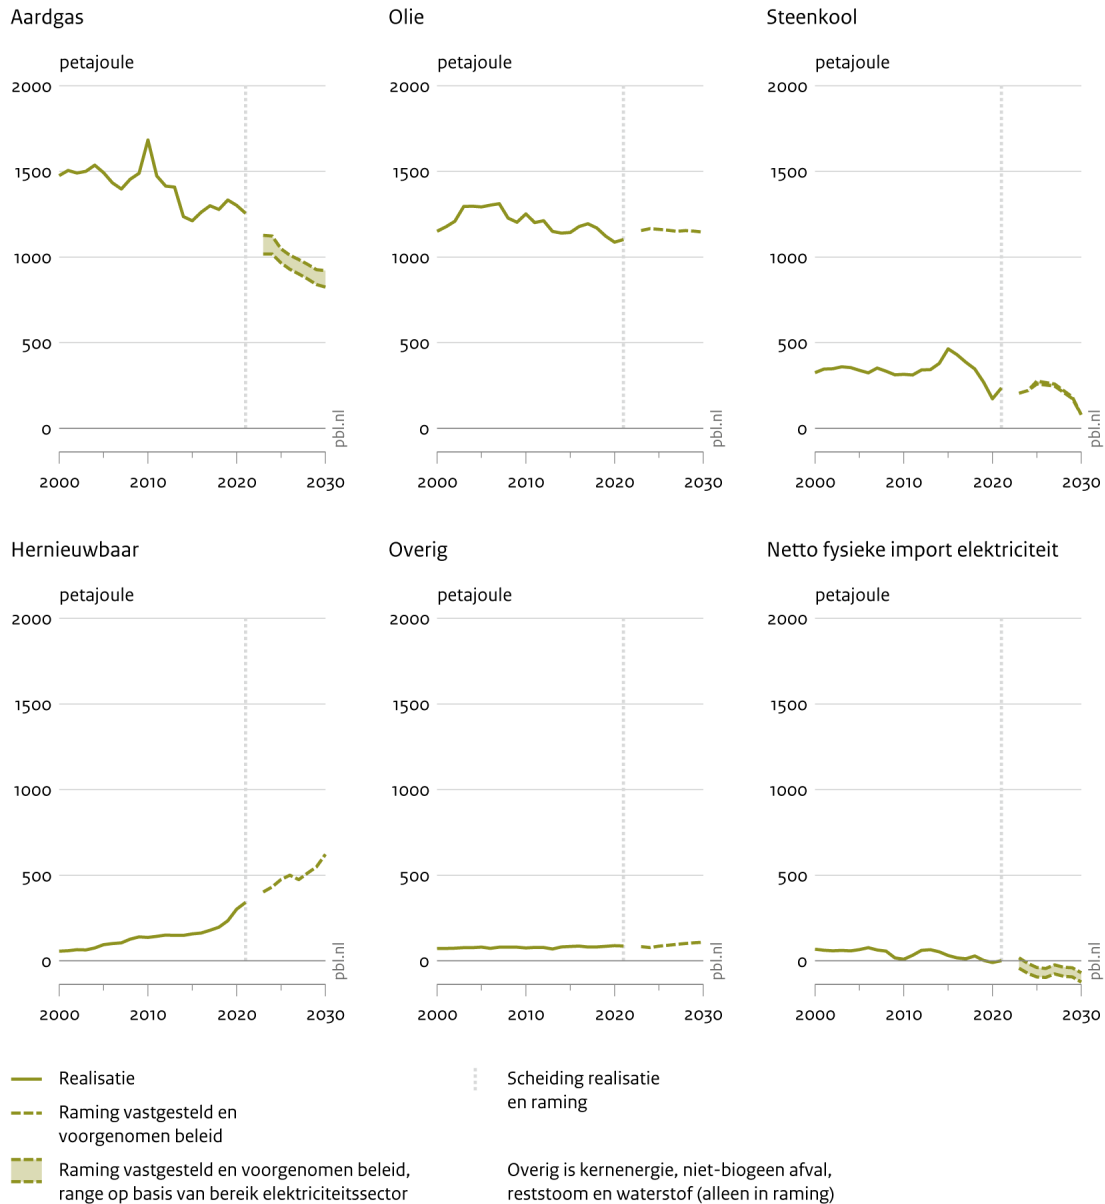 Aardgas
petajoule
2000
1500
1000
500
0
2000 2010 2020 2030
pbl.nl
Olie
petajoule
2000
1500
1000
500
0
2000 2010 2020 2030
pbl.nl
Steenkool
petajoule
2000
1500
1000
500
0
2000 2010 2020 2030
pbl.nl
Hernieuwbaar
petajoule
2000
1500
1000
500
0
2000 2010 2020 2030
pbl.nl
Overig
petajoule
2000
1500
1000
500
0
2000 2010 2020 2030
pbl.nl
Netto fysieke import elektriciteit
petajoule
2000
1500
1000
500
0
2000 2010 2020 2030
pbl.nl
Realisatie
Raming vastgesteld en
voorgenomen beleid
Raming vastgesteld en voorgenomen beleid,
range op basis van bereik elektriciteitssector
Scheiding realisatie
en raming
Overig is kernenergie, niet-biogeen afval,
reststoom en waterstof (alleen in raming)